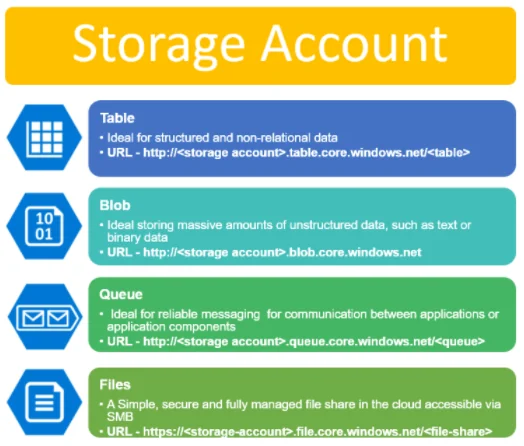 Storage Account
Table
• Ideal for structured and non-relational data
• URL - http://<storage account>.table.core.windows.net/<table>
10
01
Blob
• Ideal storing massive amounts of unstructured data, such as text or
binary data
• URL - http://<storage account>.blob.core.windows.net
Queue
• Ideal for reliable messaging for communication between applications or
application components
• URL - http://<storage account>.queue.core.windows.net/<queue>
Files
• A Simple, secure and fully managed file share in the cloud accessible via
SMB
• URL - https://<storage-account>.file.core.windows.net/<file-share>